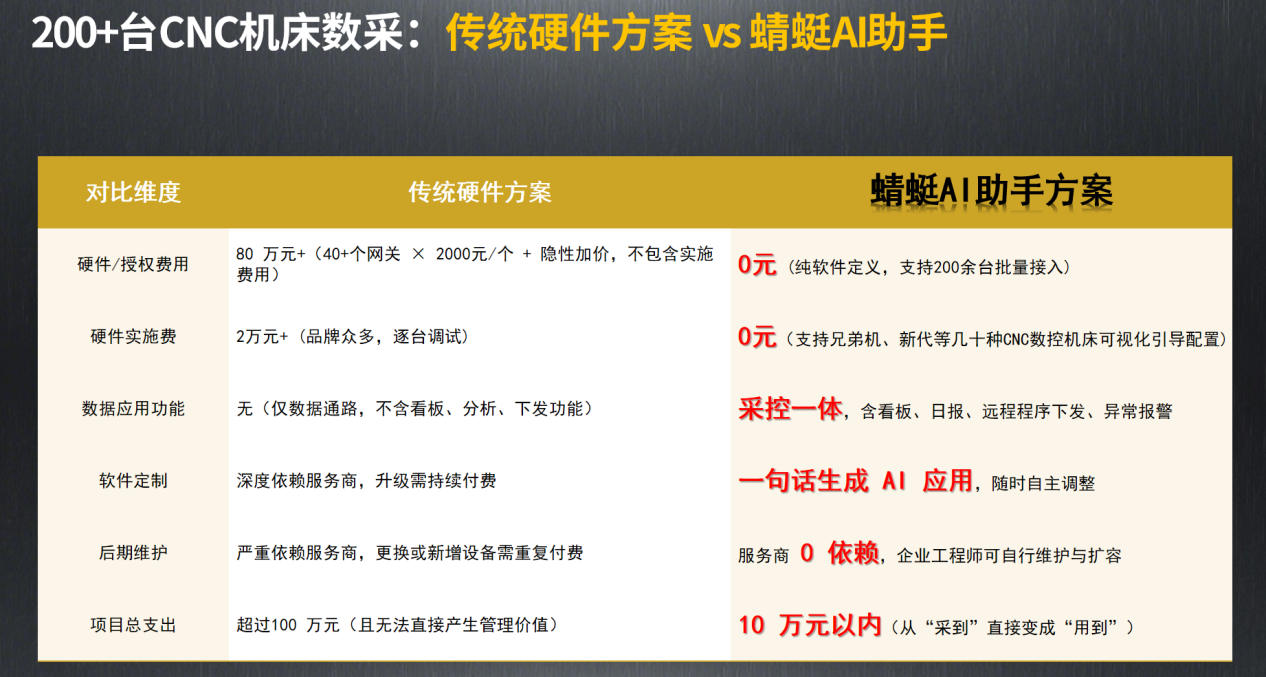 200+台CNC机床数采：传统硬件方案 vs 蜻蜓AI助手
对比维度
传统硬件方案
蜻蜓AI助手方案
硬件/授权费用
80 万元+（40+个网关 × 2000元/个 + 隐性加价，不包含实施
费用）
0元（纯软件定义，支持200余台批量接入）
硬件实施费
2万元+（品牌众多，逐台调试）
0元（支持兄弟机、新代等几十种CNC数控机床可视化引导配置）
数据应用功能
无（仅数据通路，不含看板、分析、下发功能）
采控一体，含看板、日报、远程程序下发、异常报警
软件定制
深度依赖服务商，升级需持续付费
一句话生成 AI 应用，随时自主调整
后期维护
严重依赖服务商，更换或新增设备需重复付费
服务商 0 依赖，企业工程师可自行维护与扩容
项目总支出
超过100 万元（且无法直接产生管理价值）
10 万元以内（从“采到”直接变成“用到”）